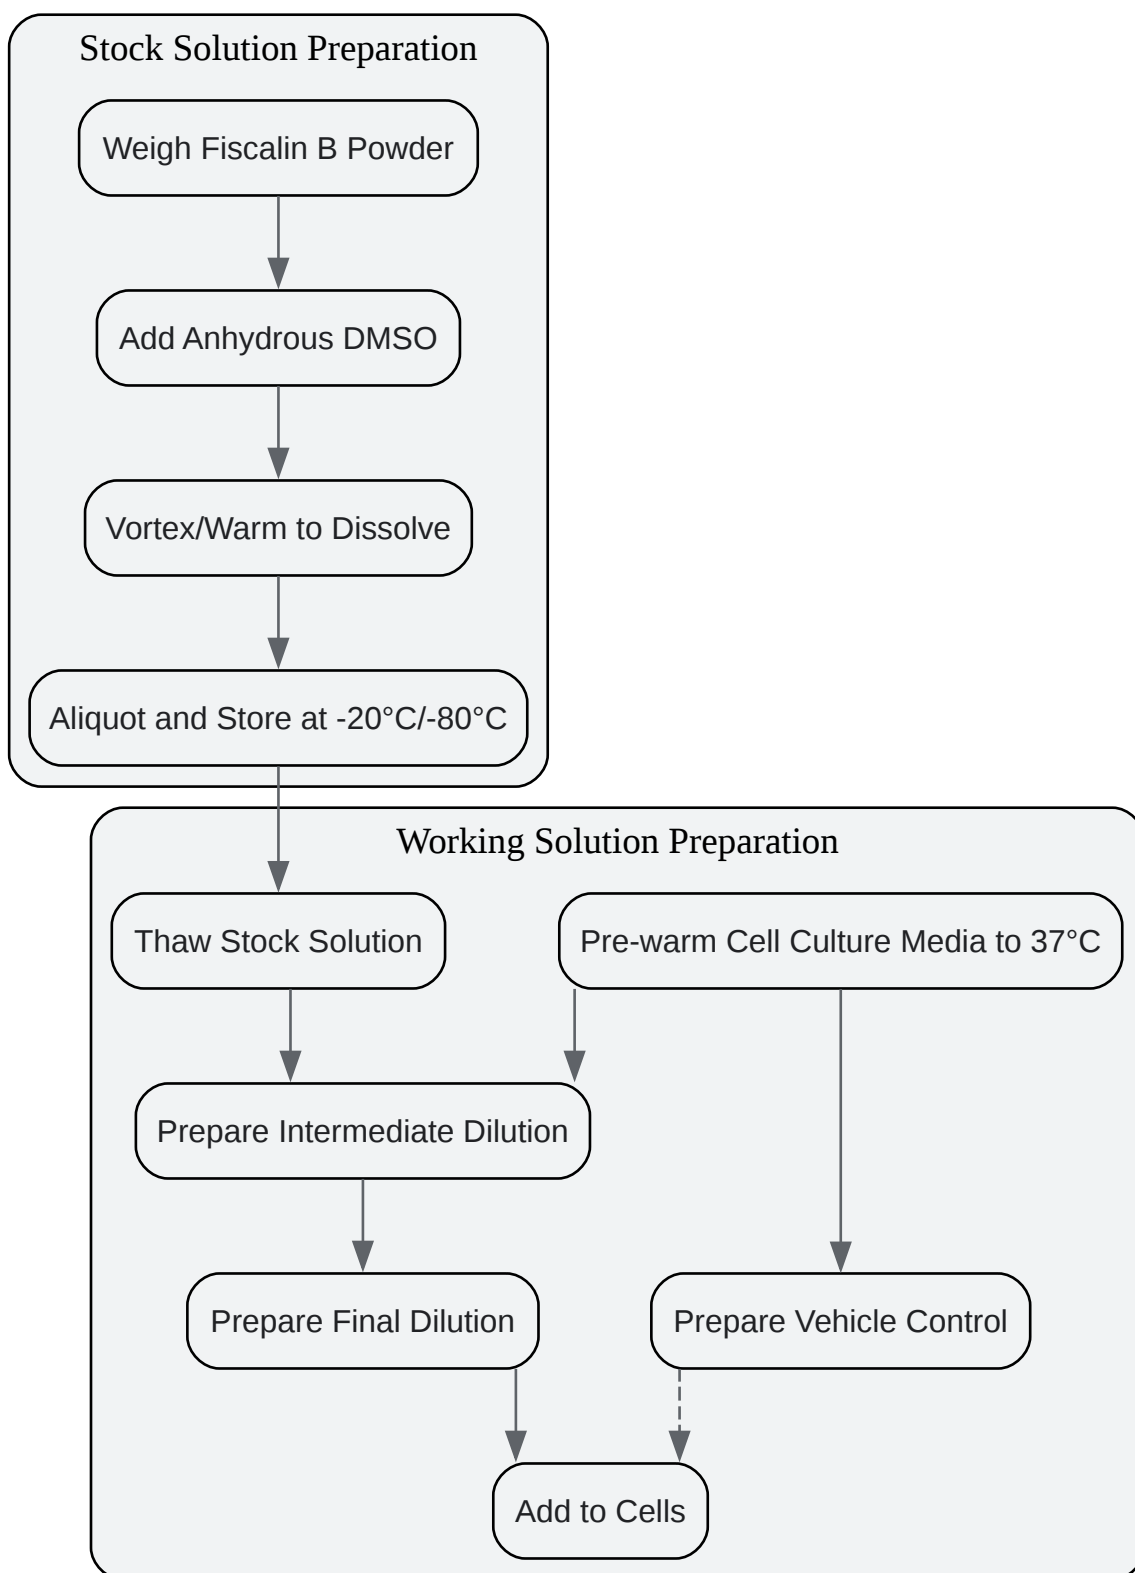 Stock Solution Preparation
Weigh Fiscalin B Powder
Add Anhydrous DMSO
Vortex/Warm to Dissolve
Aliquot and Store at -20°C/-80°C
Working Solution Preparation
Thaw Stock Solution
Pre-warm Cell Culture Media to 37°C
Prepare Intermediate Dilution
Prepare Final Dilution
Prepare Vehicle Control
Add to Cells